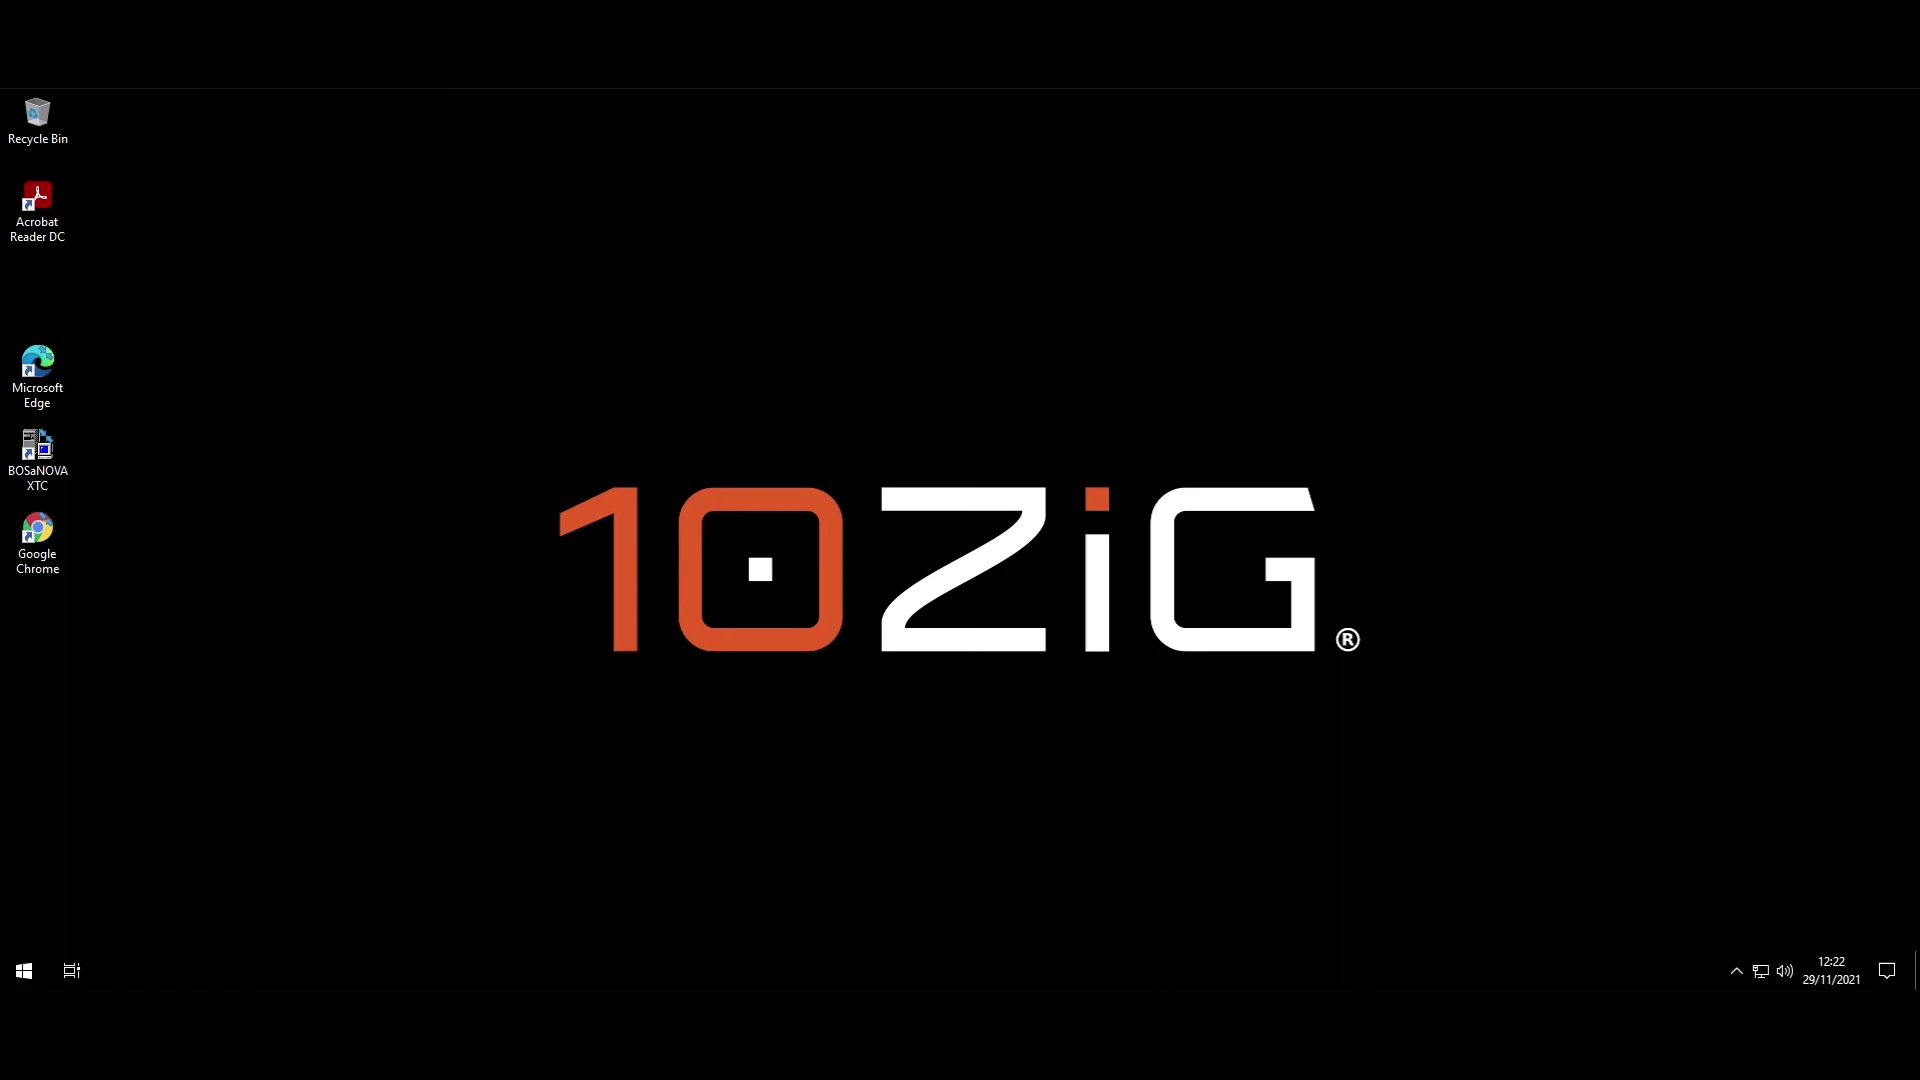 Recycle Bin
Acrobat
Reader DC
Microsoft
Edge
BOSaNOVA
XTC
Google
Chrome
10ZiG®
12:22
29/11/2021